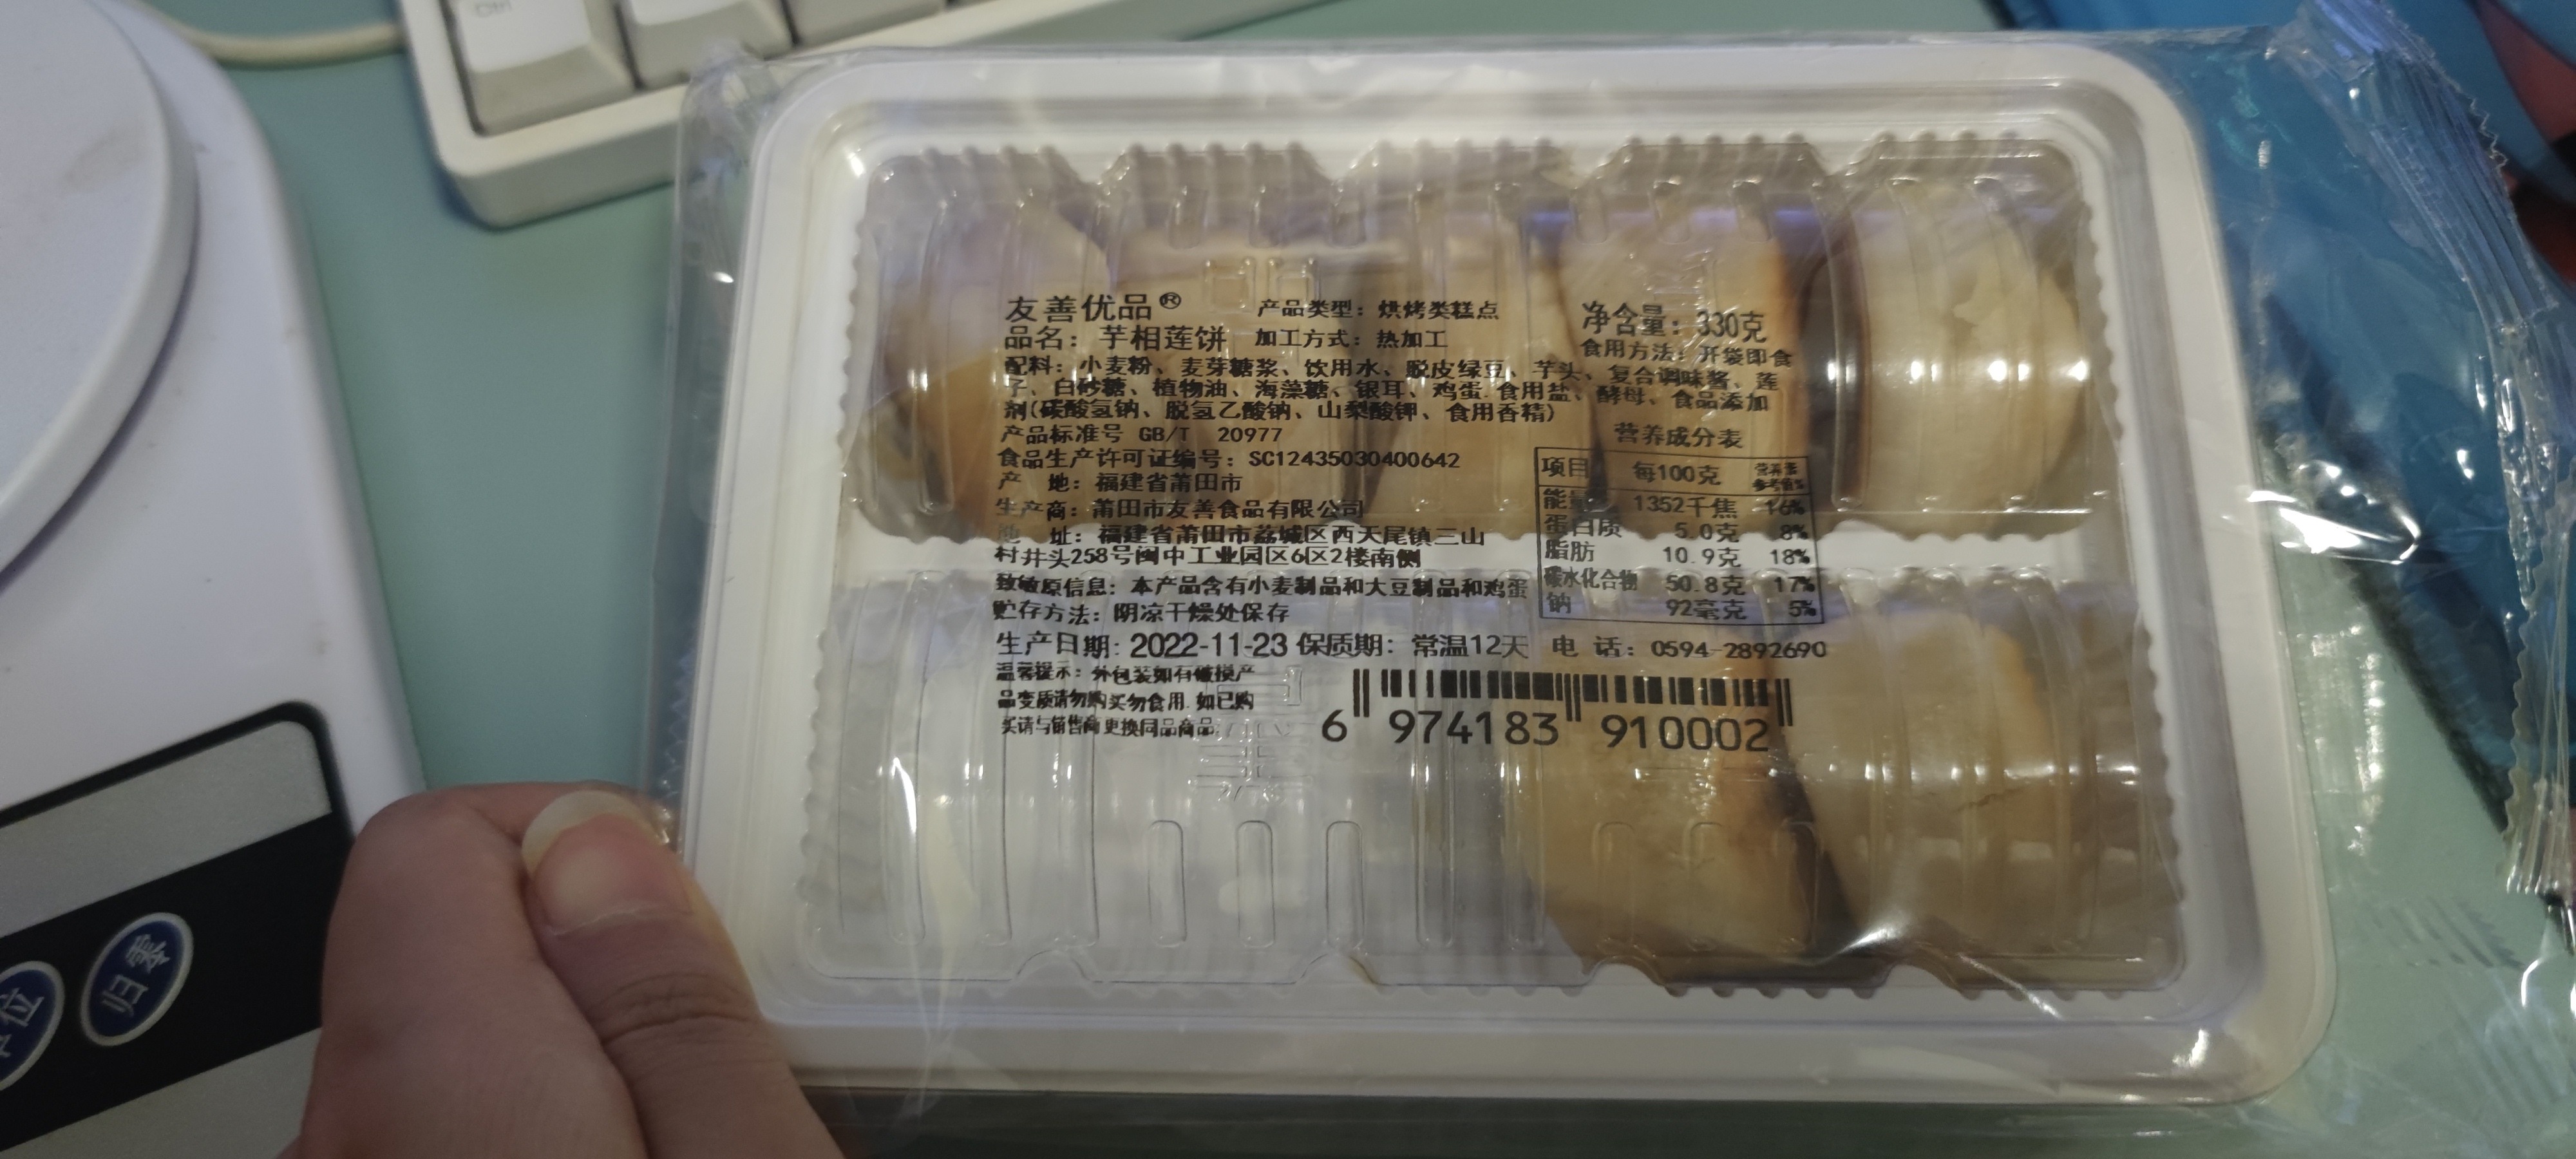 Ctrl
友善优品® 产品类型：烘烤类糕点 净含量：330克
品名：芋相莲饼 加工方式：热加工 食用方法：开袋即食
配料：小麦粉、麦芽糖浆、饮用水、脱皮绿豆、芋头、复合调味酱、莲
子、白砂糖、植物油、海藻糖、银耳、鸡蛋.食用盐、酵母、食品添加
剂(碳酸氢钠、脱氢乙酸钠、山梨酸钾、食用香精)
产品标准号 GB/T 20977
食品生产许可证编号：SC12435030400642
产 地：福建省莆田市
生产商：莆田市友善食品有限公司
地 址：福建省莆田市荔城区西天尾镇三山
村井头258号闽中工业园区6区2楼南侧
致敏原信息：本产品含有小麦制品和大豆制品和鸡蛋
贮存方法：阴凉干燥处保存
营养成分表
项目 每100克 营养素参考值%
能量 1352千焦 16%
蛋白质 5.0克 8%
脂肪 10.9克 18%
碳水化合物 50.8克 17%
钠 92毫克 5%
生产日期：2022-11-23 保质期：常温12天 电 话：0594-2892690
温馨提示：外包装如有破损产
品变质请勿购买勿食用.如已购
买请与销售商更换同品商品
6 974183 910002
归零
位